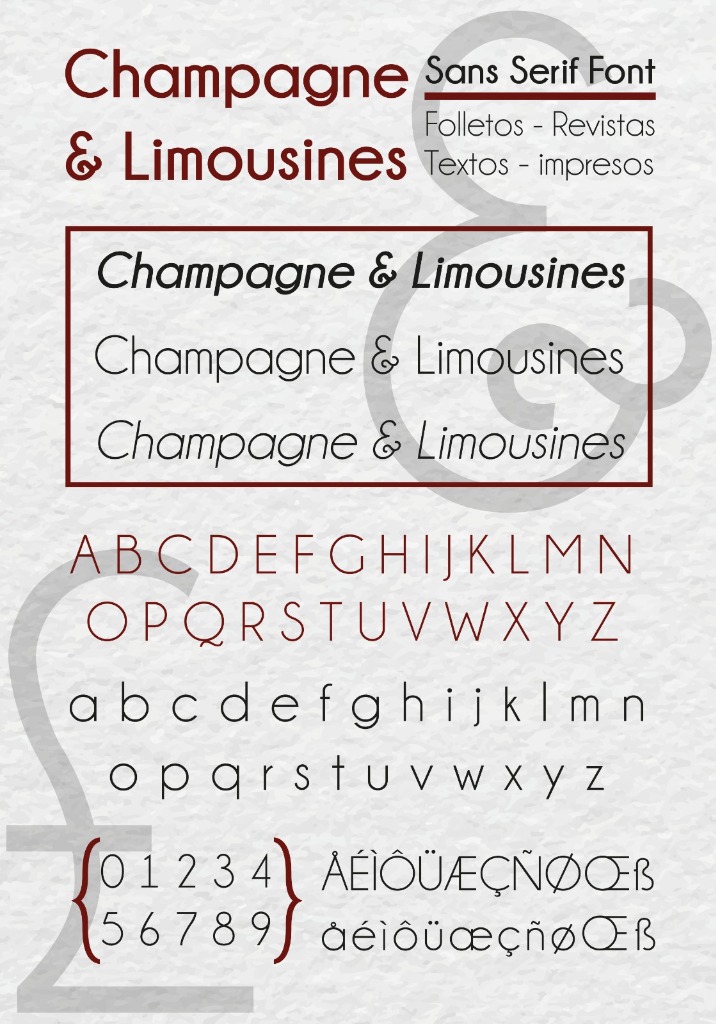 Champagne
& Limousines
Sans Serif Font
Folletos - Revistas
Textos - impresos
Champagne & Limousines
Champagne & Limousines
Champagne & Limousines
A B C D E F G H I J K L M N
O P Q R S T U V W X Y Z
a b c d e f g h i j k l m n
o p q r s t u v w x y z
{0 1 2 3 4
5 6 7 8 9}
ÅÉÌÔÜÆÇÑØŒß
åéìôüæçñøŒß
&
£